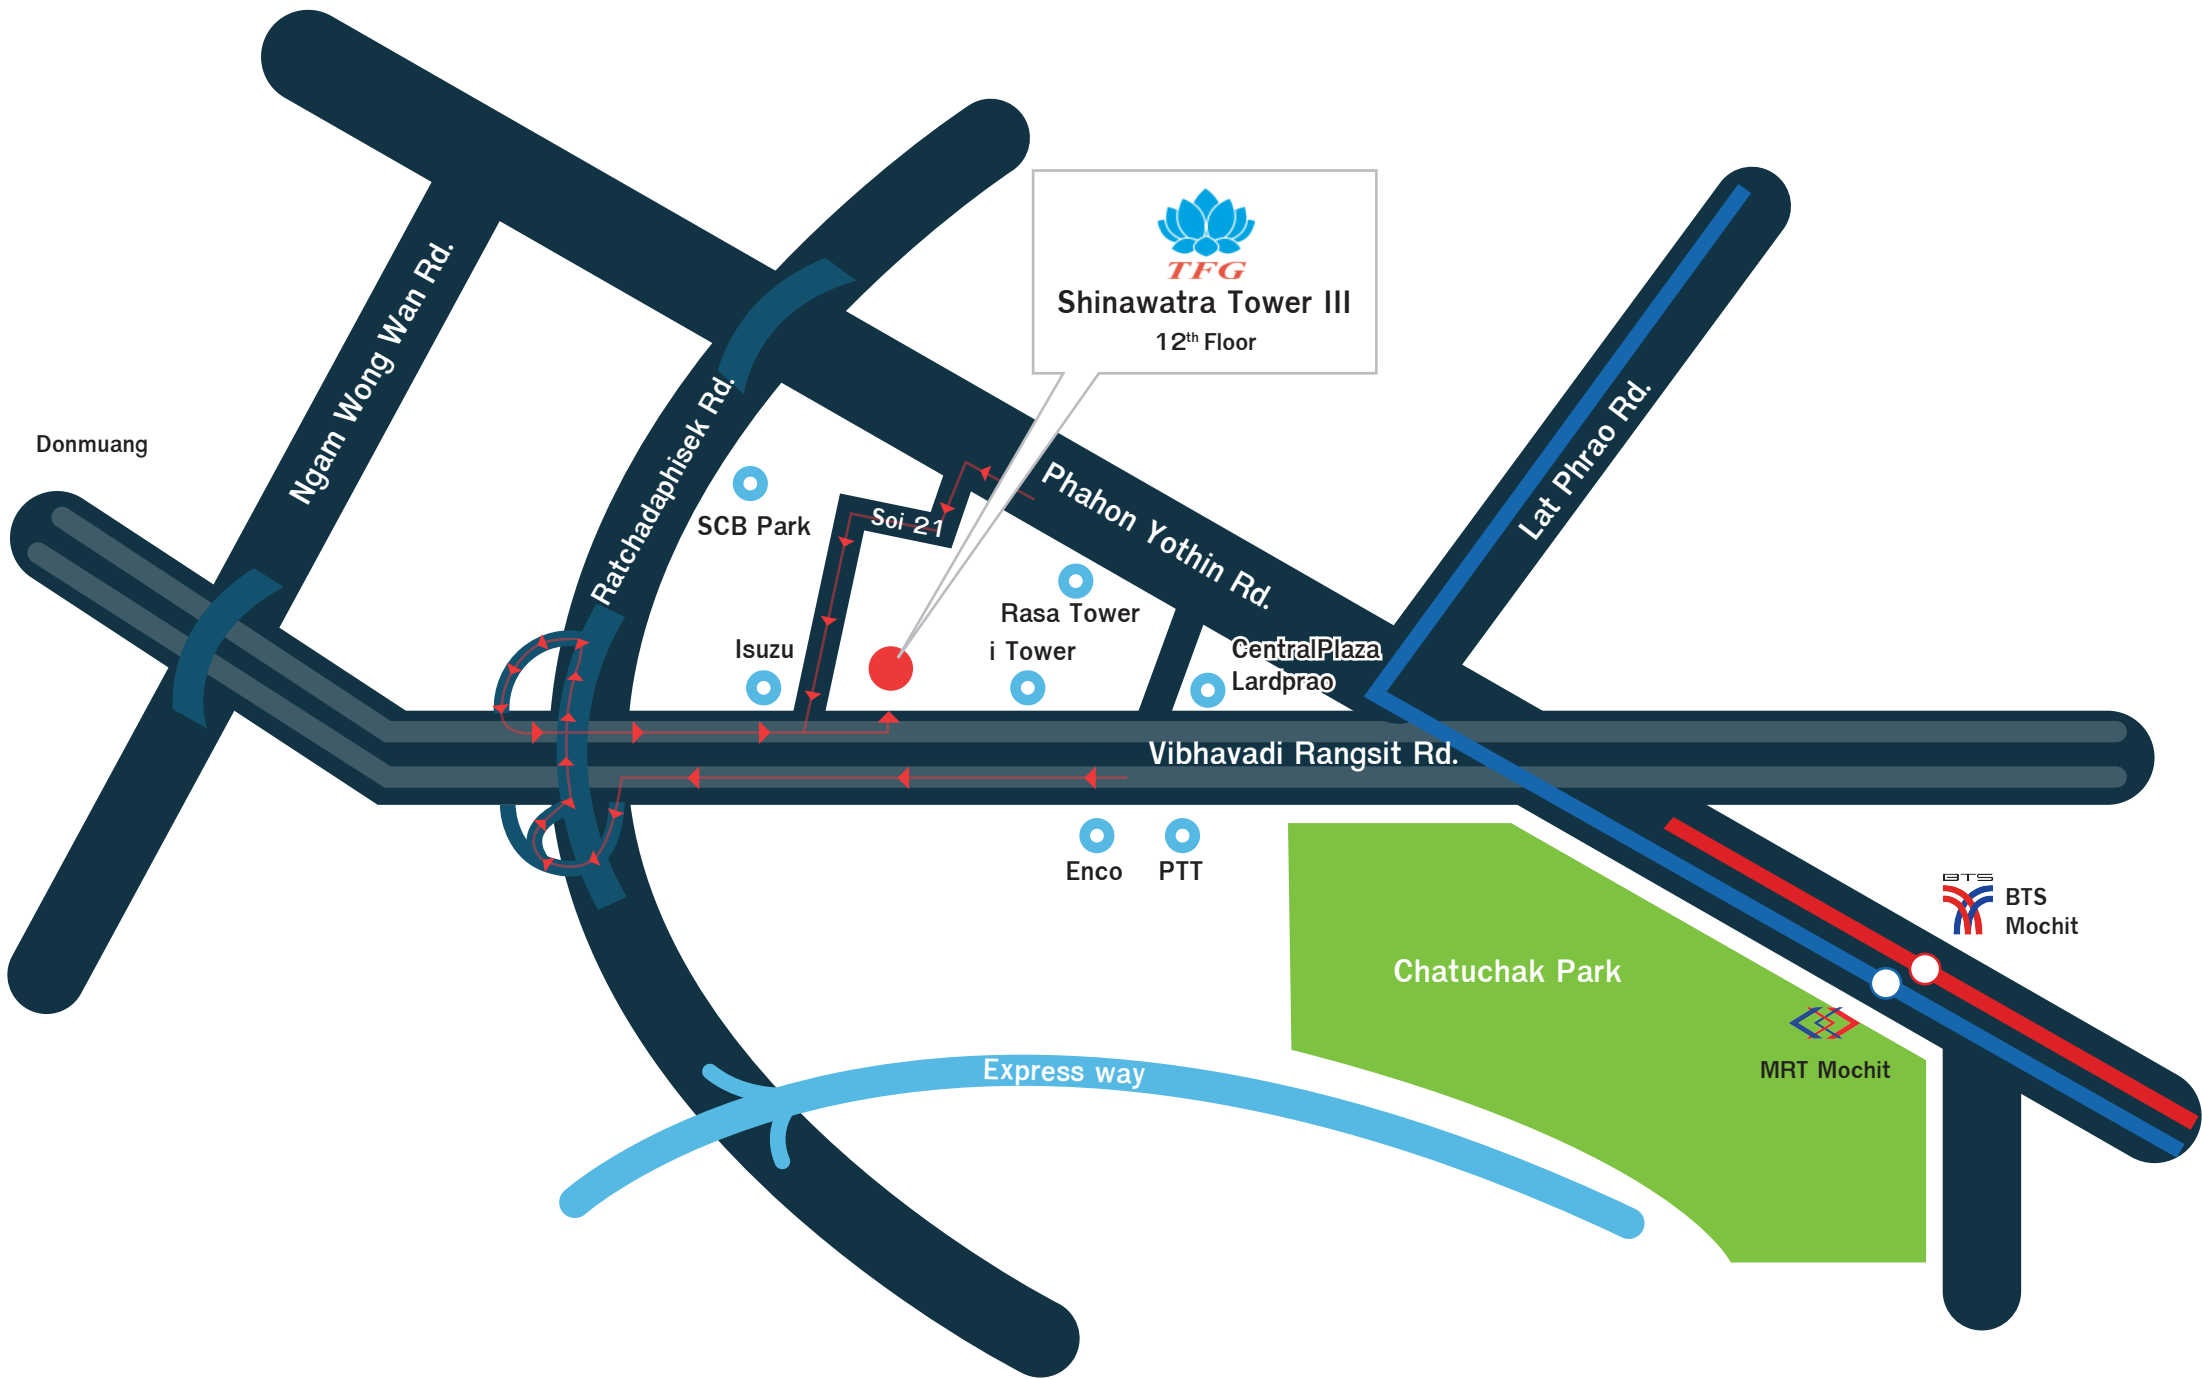 TFG
Shinawatra Tower III
12th Floor
Ngam Wong Wan Rd.
Ratchadaphisek Rd.
Donmuang
Lat Phrao Rd.
Phahon Yothin Rd.
SCB Park
Soi 21
Rasa Tower
Isuzu
i Tower
CentralPlaza
Lardprao
Vibhavadi Rangsit Rd.
Enco
PTT
BTS
BTS
Mochit
Chatuchak Park
MRT Mochit
Express way